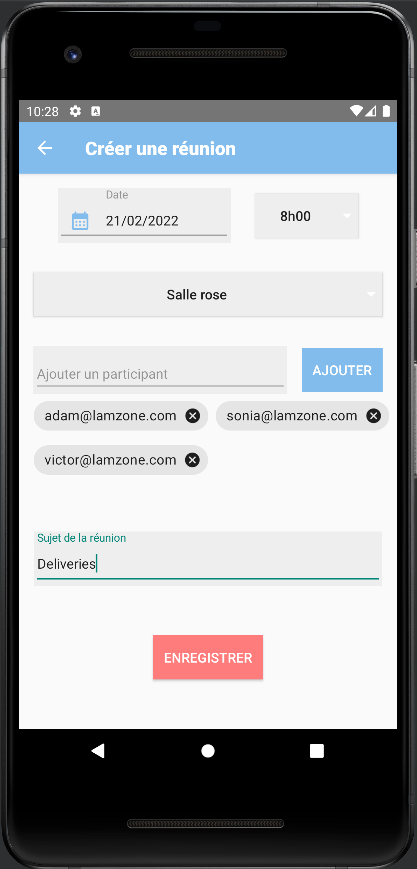 10:28
Créer une réunion
Date
21/02/2022
8h00
Salle rose
Ajouter un participant
AJOUTER
adam@lamzone.com
sonia@lamzone.com
victor@lamzone.com
Sujet de la réunion
Deliveries
ENREGISTRER